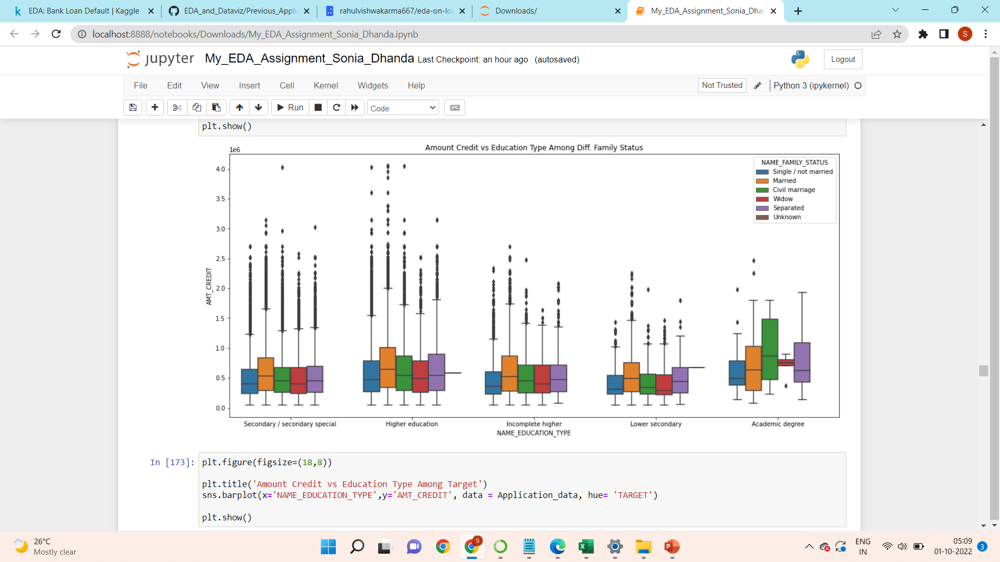 EDA: Bank Loan Default | Kaggle
EDA_and_Dataviz/Previous_Applic
rahulvishwakarma667/eda-on-loa
Downloads/
My_EDA_Assignment_Sonia_Dhan
localhost:8888/notebooks/Downloads/My_EDA_Assignment_Sonia_Dhanda.ipynb
S
jupyter My_EDA_Assignment_Sonia_Dhanda Last Checkpoint: an hour ago (autosaved)
Logout
File Edit View Insert Cell Kernel Widgets Help
Not Trusted
Python 3 (ipykernel)
Run
Code
plt.show()
Amount Credit vs Education Type Among Diff. Family Status
1e6
NAME_FAMILY_STATUS
Single / not married
Married
Civil marriage
Widow
Separated
Unknown
4.0
3.5
3.0
2.5
2.0
1.5
1.0
0.5
0.0
AMT_CREDIT
Secondary / secondary special
Higher education
Incomplete higher
Lower secondary
Academic degree
NAME_EDUCATION_TYPE
In [173]:
plt.figure(figsize=(18,8))
plt.title('Amount Credit vs Education Type Among Target')
sns.barplot(x='NAME_EDUCATION_TYPE',y='AMT_CREDIT', data = Application_data, hue= 'TARGET')
plt.show()
26°C
Mostly clear
S
ENG
IN
05:09
01-10-2022
3